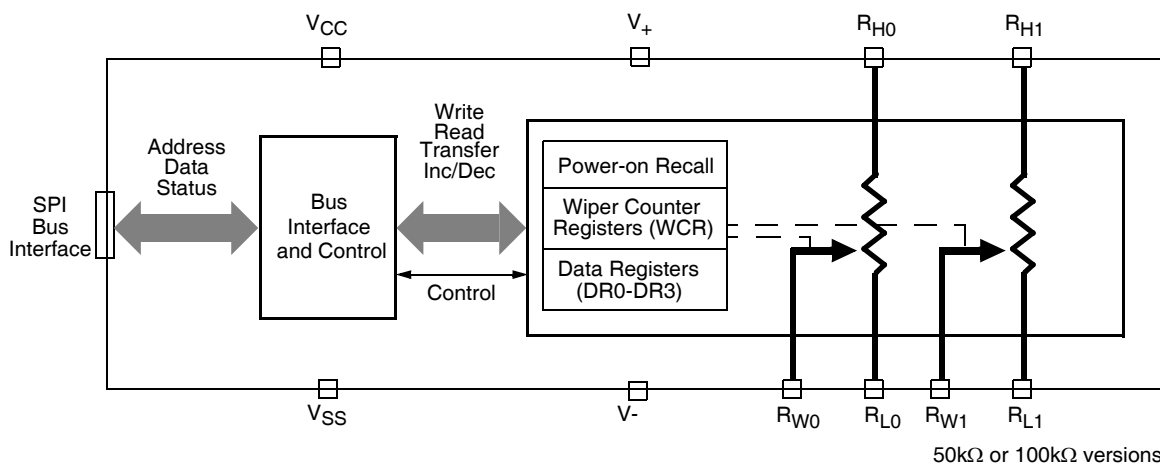 VCC
V+
RH0
RH1
Write
Read
Transfer
Inc/Dec
Address
Data
Status
SPI
Bus
Interface
Bus
Interface
and Control
Control
Power-on Recall
Wiper Counter
Registers (WCR)
Data Registers
(DR0-DR3)
VSS
V-
RW0
RL0
RW1
RL1
50kΩ or 100kΩ versions